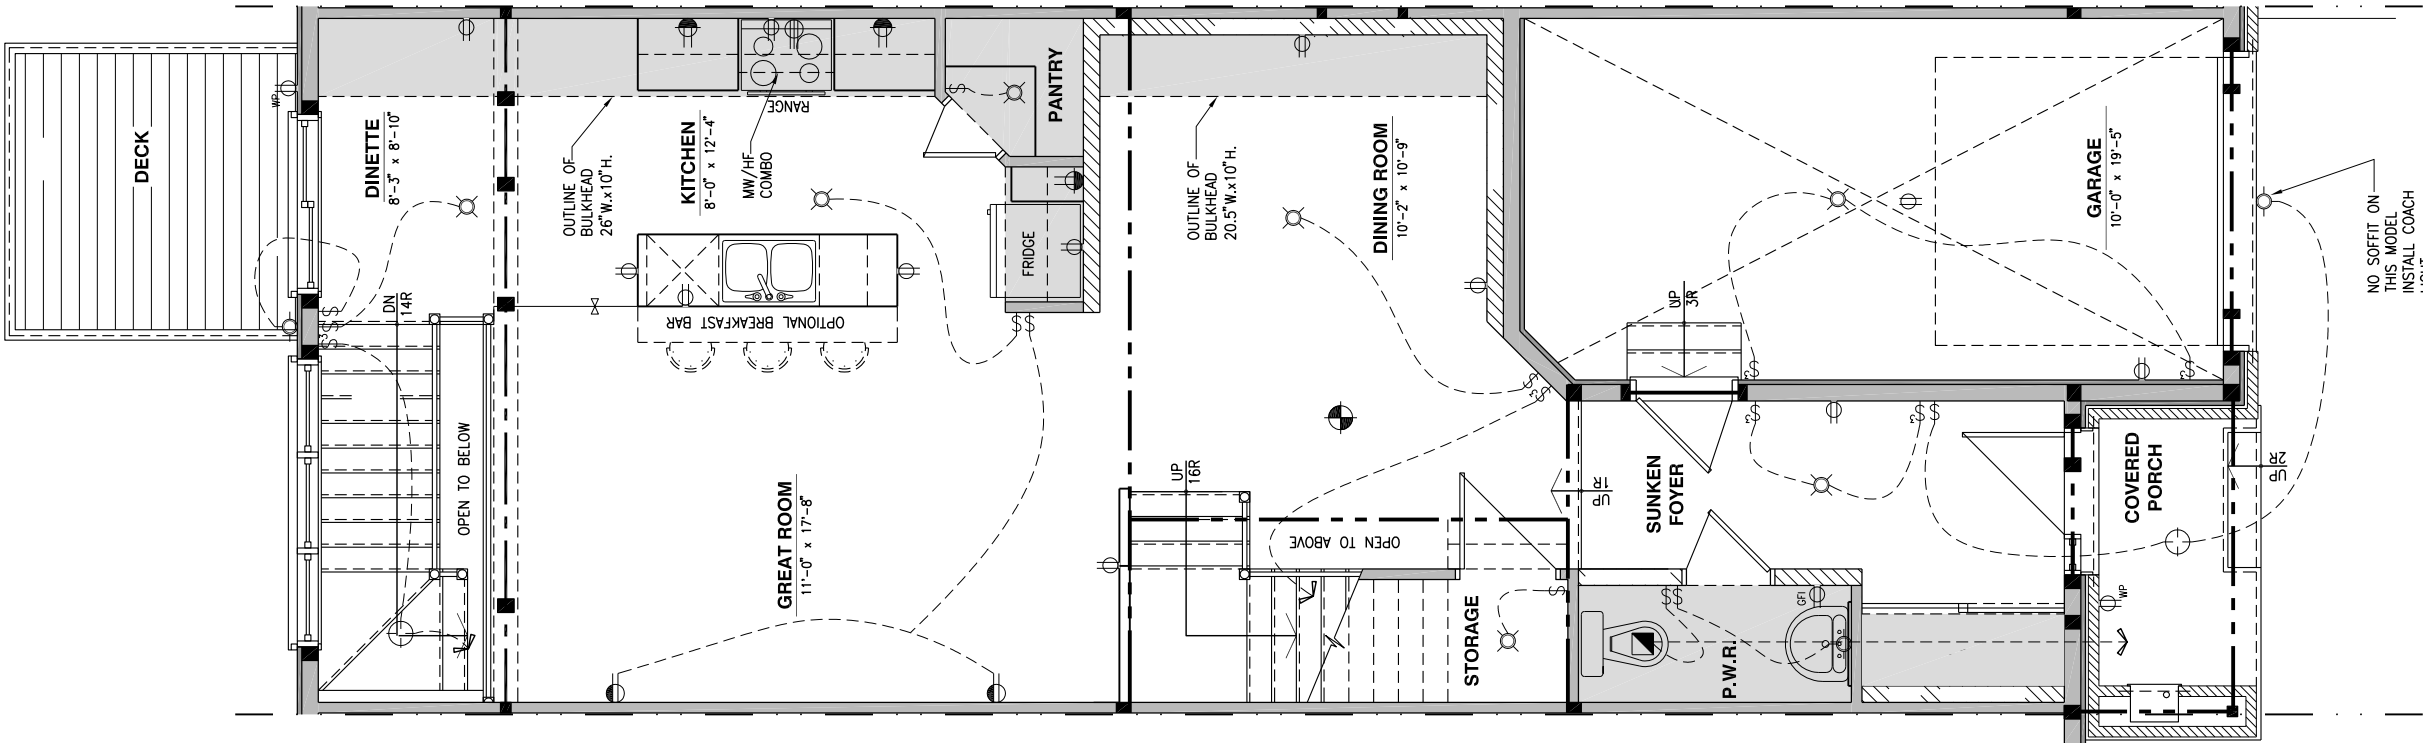 DECK
WP
DINETTE
8'-3" x 8'-10"
DN
14R
OPEN TO BELOW
OUTLINE OF
BULKHEAD
26"W.x10"H.
KITCHEN
8'-0" x 12'-4"
MW/HF
COMBO
RANGE
PANTRY
FRIDGE
OPTIONAL BREAKFAST BAR
GREAT ROOM
11'-0" x 17'-8"
OUTLINE OF
BULKHEAD
20.5"W.x10"H.
DINING ROOM
10'-2" x 10'-9"
UP
16R
OPEN TO ABOVE
STORAGE
UP
1R
SUNKEN
FOYER
P.W.R.
GFI
UP
3R
GARAGE
10'-0" x 19'-5"
COVERED
PORCH
WP
UP
2R
NO SOFFIT ON
THIS MODEL
INSTALL COACH